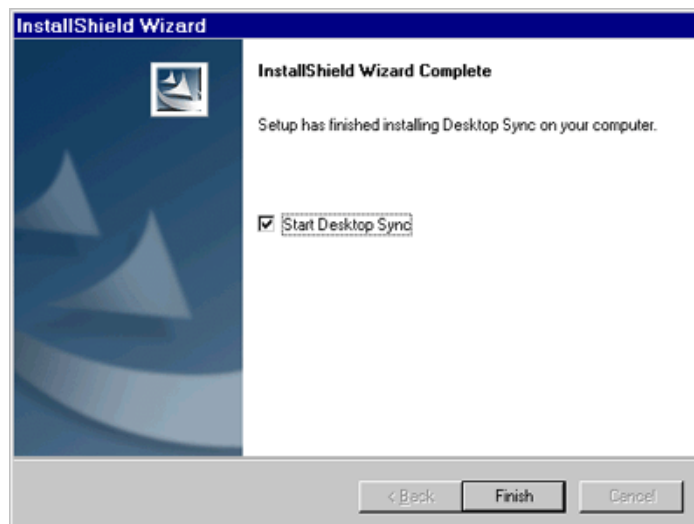 InstallShield Wizard
InstallShield Wizard Complete
Setup has finished installing Desktop Sync on your computer.
Start Desktop Sync
< Back
Finish
Cancel